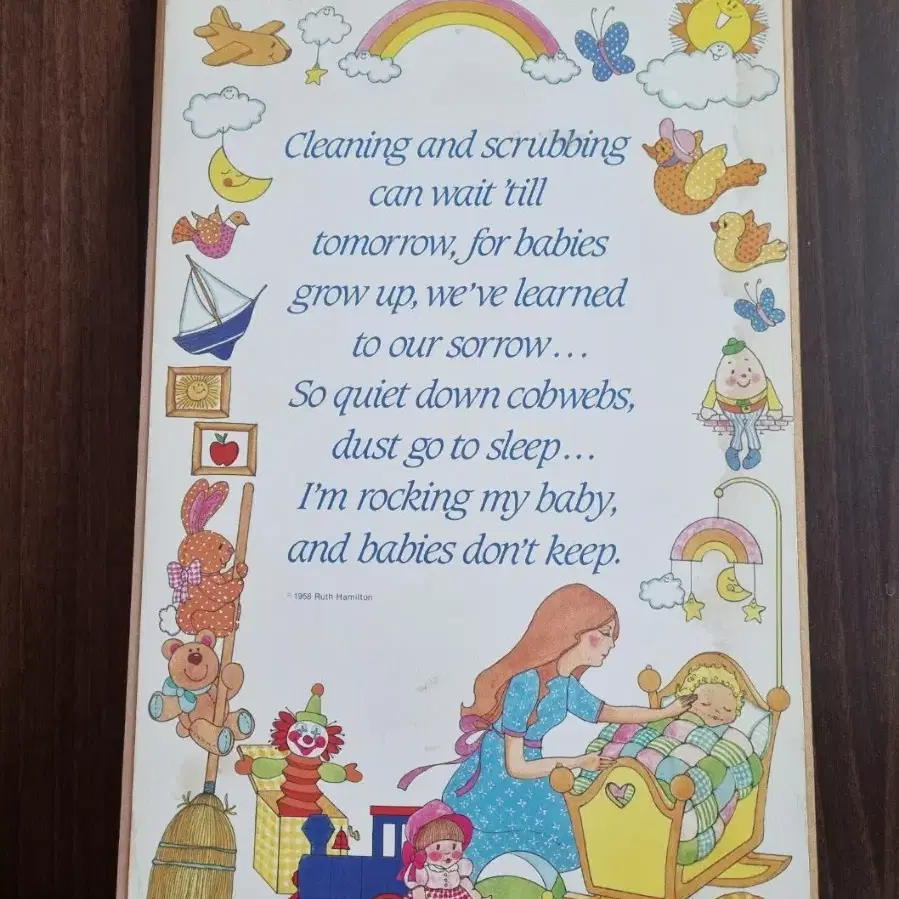 Cleaning and scrubbing
can wait 'till
tomorrow, for babies
grow up, we've learned
to our sorrow...
So quiet down cobwebs,
dust go to sleep...
I'm rocking my baby,
and babies don't keep.
© 1958 Ruth Hamilton